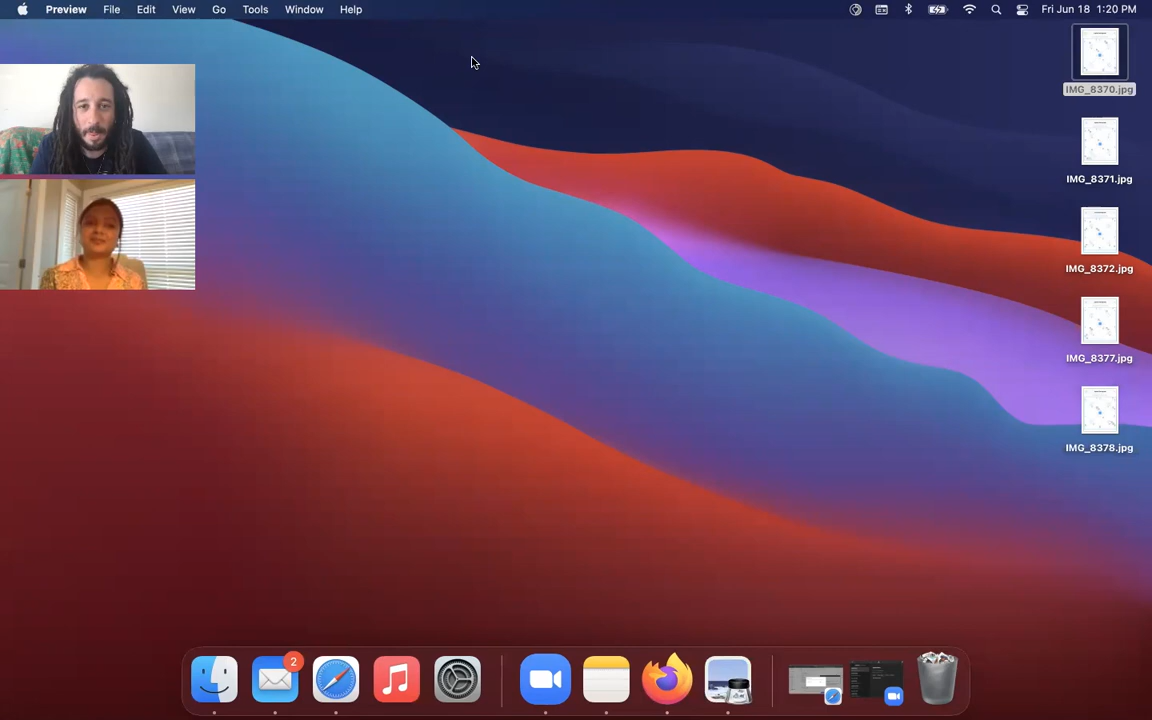 Preview File Edit View Go Tools Window Help Fri Jun 18 1:20 PM
IMG_8370.jpg
IMG_8371.jpg
IMG_8372.jpg
IMG_8377.jpg
IMG_8378.jpg
2